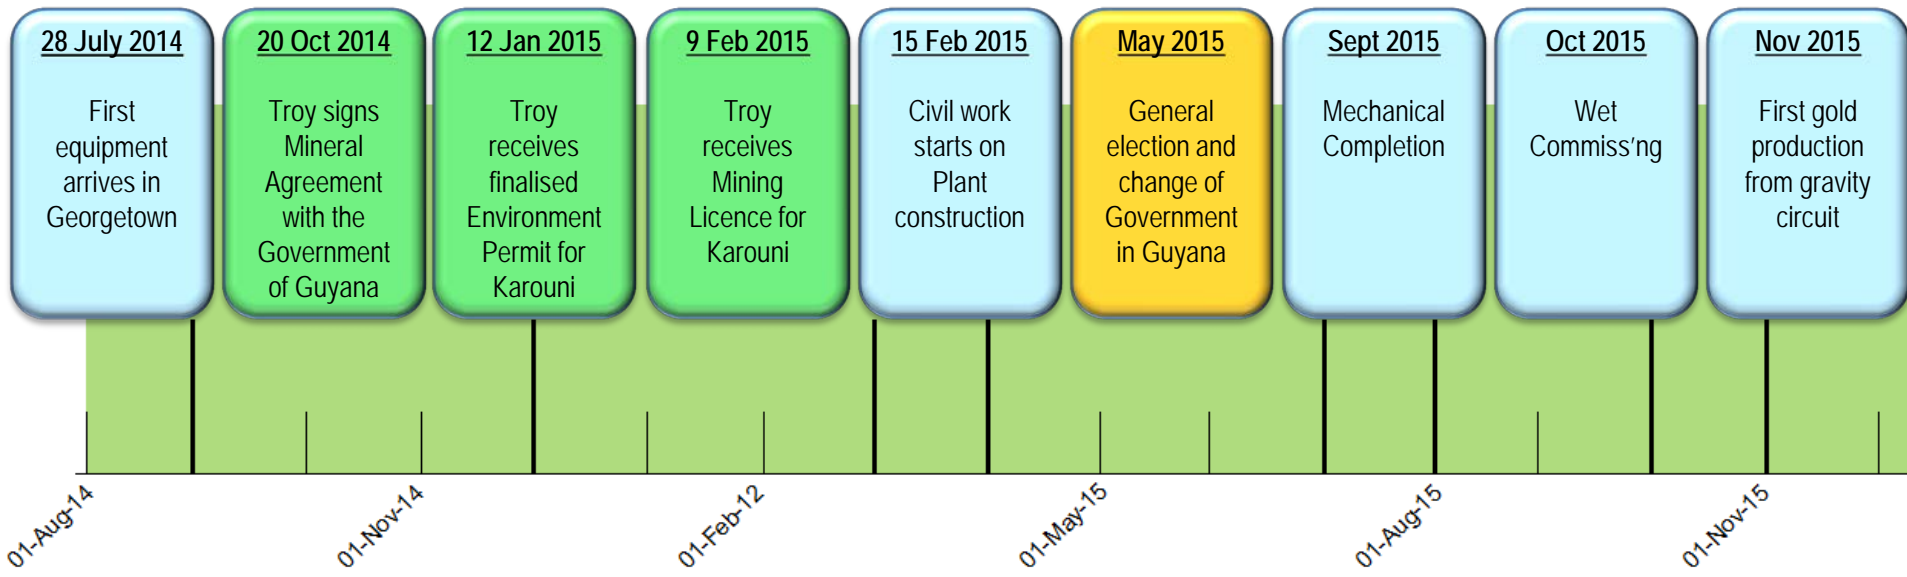 28 July 2014
First
equipment
arrives in
Georgetown
20 Oct 2014
Troy signs
Mineral
Agreement
with the
Government
of Guyana
12 Jan 2015
Troy
receives
finalised
Environment
Permit for
Karouni
9 Feb 2015
Troy
receives
Mining
Licence for
Karouni
15 Feb 2015
Civil work
starts on
Plant
construction
May 2015
General
election and
change of
Government
in Guyana
Sept 2015
Mechanical
Completion
Oct 2015
Wet
Commiss'ng
Nov 2015
First gold
production
from gravity
circuit
01-Aug-14
01-Nov-14
01-Feb-12
01-May-15
01-Aug-15
01-Nov-15